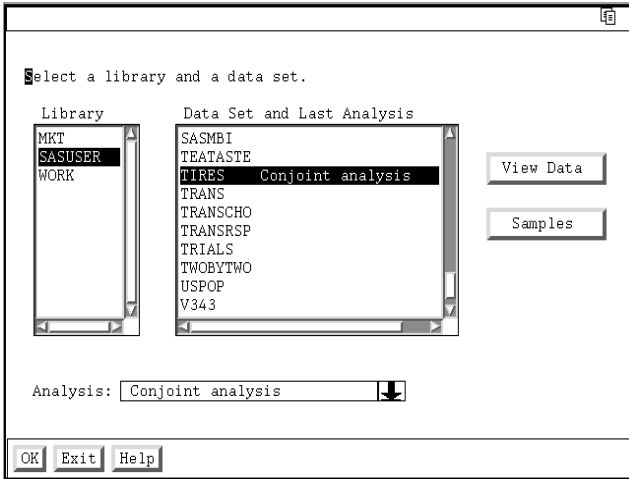 Select a library and a data set.
Library
Data Set and Last Analysis
MKT
SASUSER
WORK
SASMBI
TEATASTE
TIRES Conjoint analysis
TRANS
TRANSCHO
TRANSRSP
TRIALS
TWOBYTWO
USPOP
V343
View Data
Samples
Analysis: Conjoint analysis
OK Exit Help